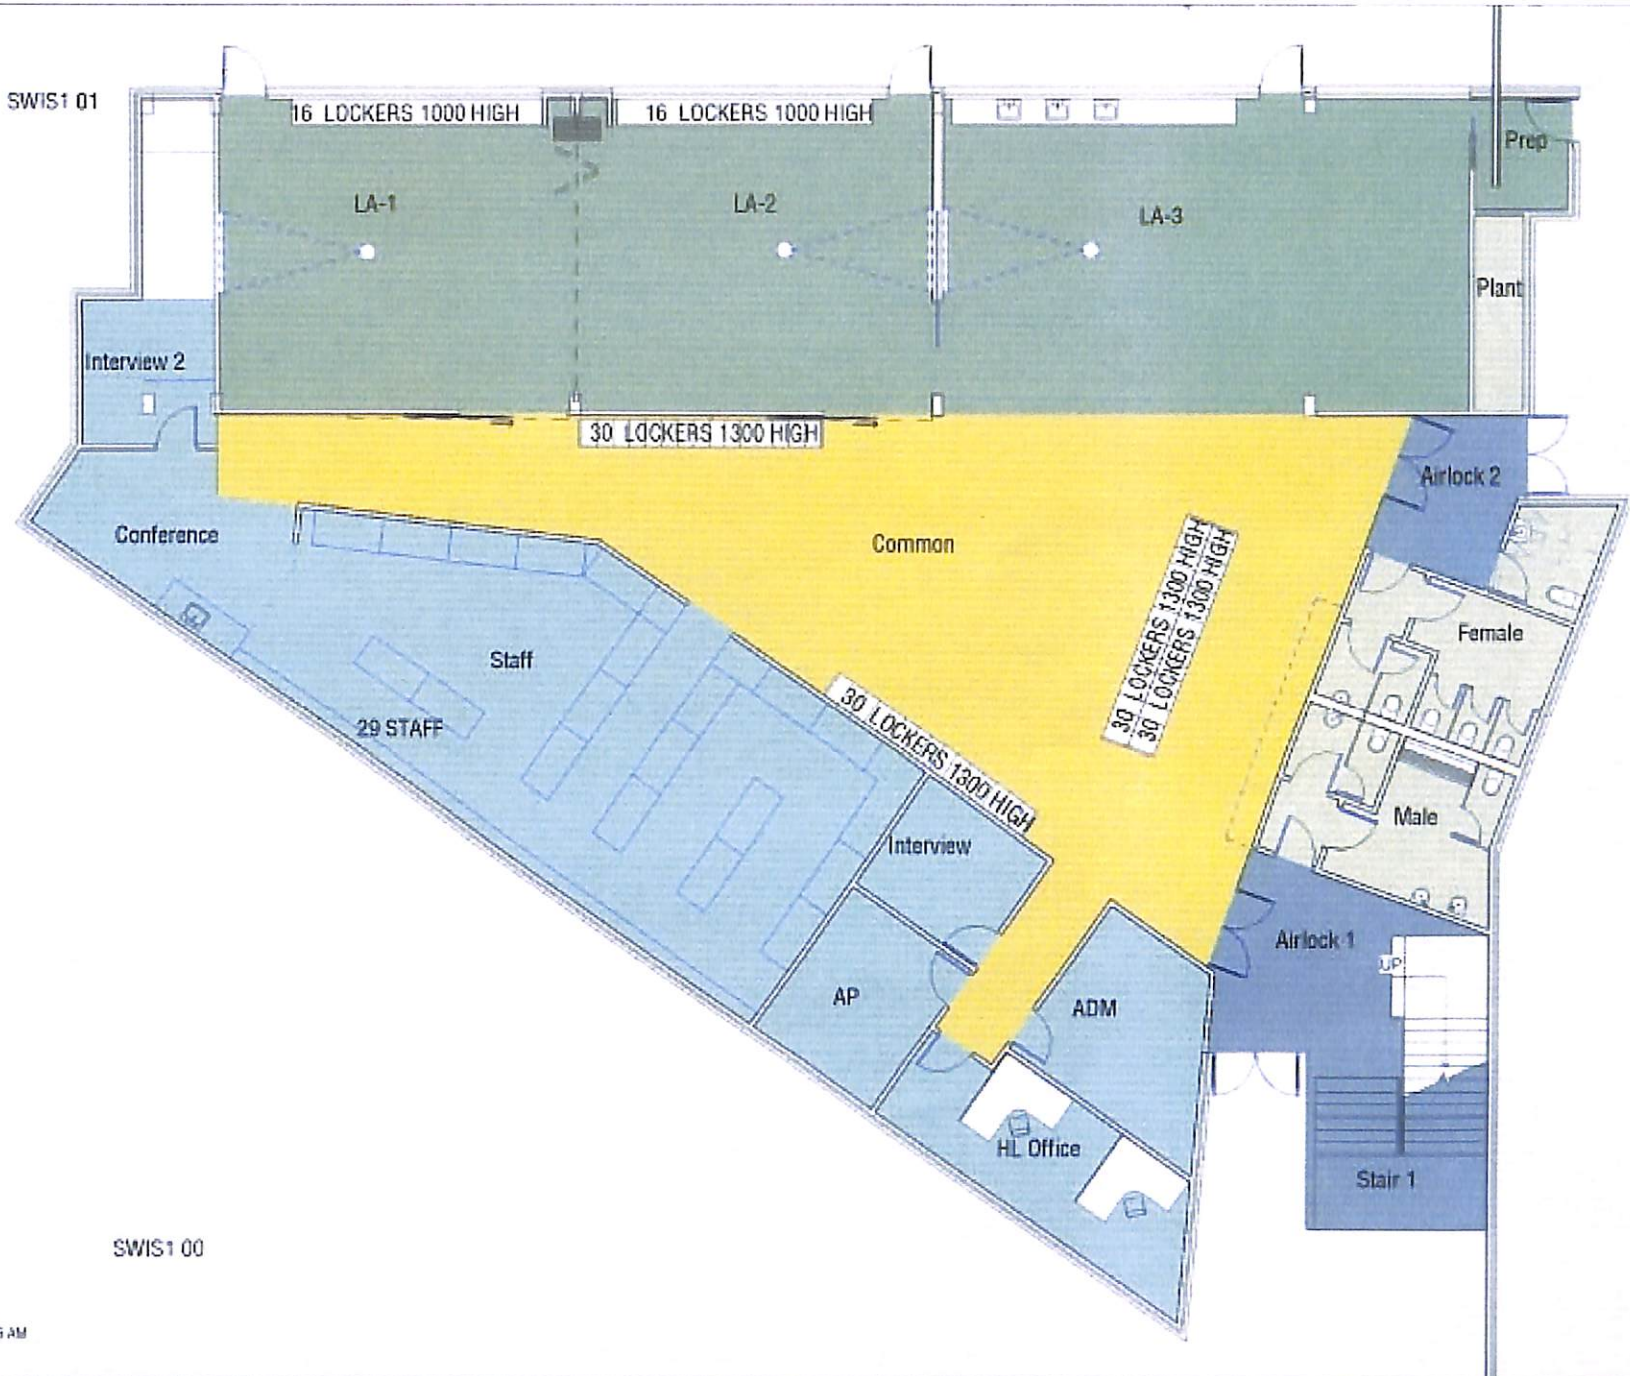 SWIS1 01
16 LOCKERS 1000 HIGH
16 LOCKERS 1000 HIGH
Prep
LA-1
LA-2
LA-3
Plant
Interview 2
30 LOCKERS 1300 HIGH
Airlock 2
Conference
Common
30 LOCKERS 1300 HIGH
30 LOCKERS 1300 HIGH
Female
Staff
29 STAFF
30 LOCKERS 1300 HIGH
Male
Interview
Airlock 1
UP
AP
ADM
HL Office
Stair 1
SWIS1 00
AM